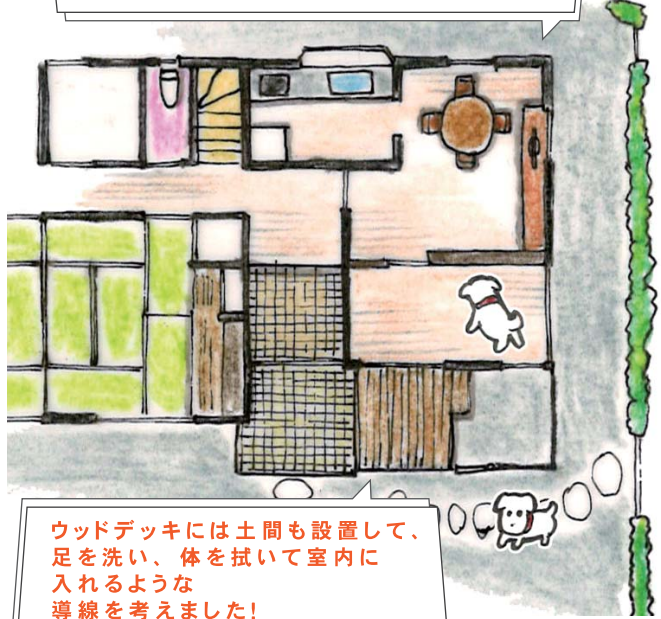 ウッドデッキには土間も設置して、
足を洗い、体を拭いて室内に
入れるような
導線を考えました!